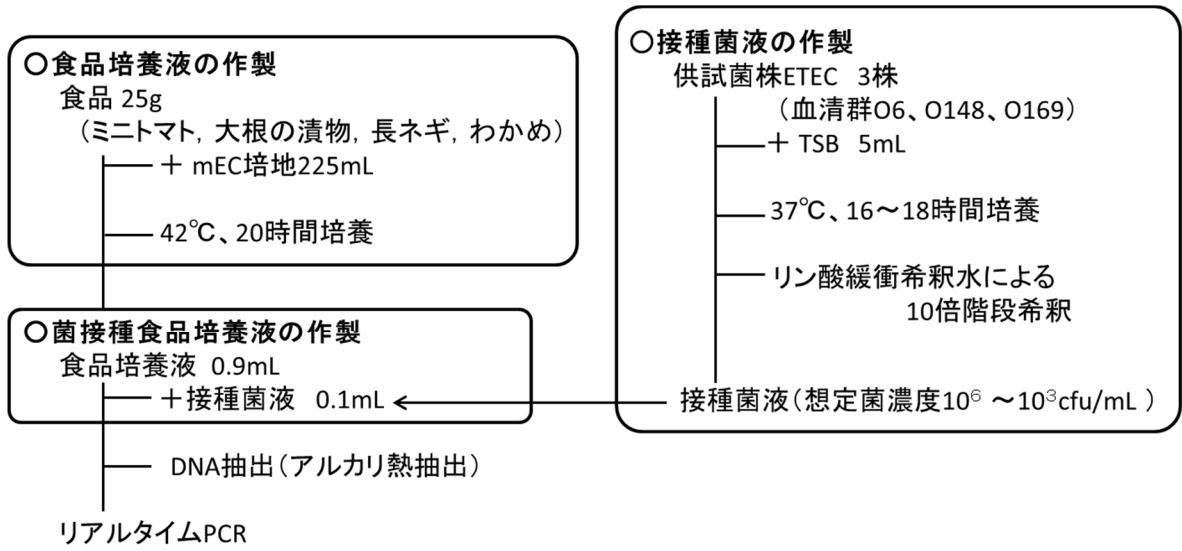 ○食品培養液の作製
食品 25g
（ミニトマト，大根の漬物，長ネギ，わかめ）
＋ mEC培地225mL
42℃、20時間培養
○菌接種食品培養液の作製
食品培養液 0.9mL
＋接種菌液 0.1mL
DNA抽出（アルカリ熱抽出）
リアルタイムPCR
○接種菌液の作製
供試菌株ETEC 3株
（血清群O6、O148、O169）
＋ TSB 5mL
37℃、16～18時間培養
リン酸緩衝希釈水による
10倍階段希釈
接種菌液（想定菌濃度10⁶ ～10³cfu/mL ）